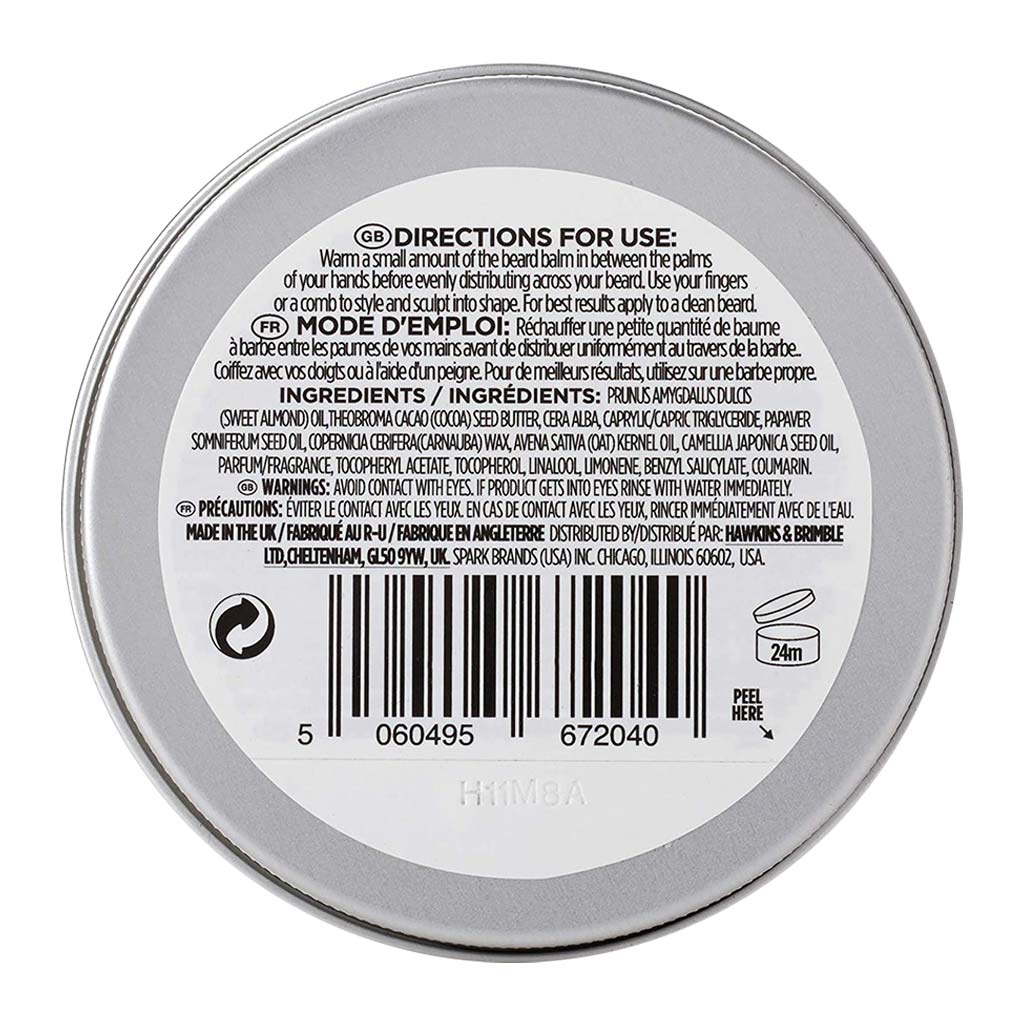 GB DIRECTIONS FOR USE:
Warm a small amount of the beard balm in between the palms
of your hands before evenly distributing across your beard. Use your fingers
or a comb to style and sculpt into shape. For best results apply to a clean beard.
FR MODE D'EMPLOI: Réchauffer une petite quantité de baume
à barbe entre les paumes de vos mains avant de distribuer uniformément au travers de la barbe..
Coiffez avec vos doigts ou à l'aide d'un peigne. Pour de meilleurs résultats, utilisez sur une barbe propre.
INGREDIENTS / INGRÉDIENTS: PRUNUS AMYGDALUS DULCIS
(SWEET ALMOND) OIL, THEOBROMA CACAO (COCOA) SEED BUTTER, CERA ALBA, CAPRYLIC/CAPRIC TRIGLYCERIDE, PAPAVER
SOMNIFERUM SEED OIL, COPERNICIA CERIFERA(CARNAUBA) WAX, AVENA SATIVA (OAT) KERNEL OIL, CAMELLIA JAPONICA SEED OIL,
PARFUM/FRAGRANCE, TOCOPHERYL ACETATE, TOCOPHEROL, LINALOOL, LIMONENE, BENZYL SALICYLATE, COUMARIN.
GB WARNINGS: AVOID CONTACT WITH EYES. IF PRODUCT GETS INTO EYES RINSE WITH WATER IMMEDIATELY.
FR PRÉCAUTIONS: ÉVITER LE CONTACT AVEC LES YEUX. EN CAS DE CONTACT AVEC LES YEUX, RINCER IMMÉDIATEMENT AVEC DE L'EAU.
MADE IN THE UK / FABRIQUÉ AU R-U / FABRIQUE EN ANGLETERRE DISTRIBUTED BY/DISTRIBUÉ PAR: HAWKINS & BRIMBLE
LTD, CHELTENHAM, GL50 9YW, UK. SPARK BRANDS (USA) INC. CHICAGO, ILLINOIS 60602, USA.
24m
PEEL
HERE
5 060495 672040
H11M8A